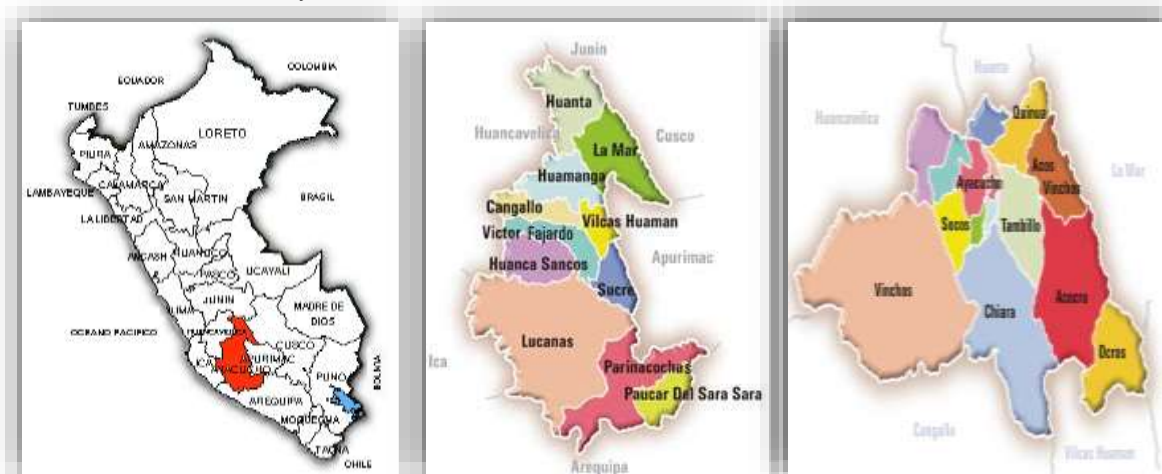 ECUADOR
COLOMBIA
TUMBES
LORETO
PIURA
AMAZONAS
LAMBAYEQUE
CAJAMARCA
SAN MARTIN
BRASIL
LA LIBERTAD
ANCASH
HUANUCO
UCAYALI
PASCO
JUNIN
LIMA
MADRE DE
DIOS
OCEANO PACIFICO
HUANCAVELICA
CUSCO
ICA
APURIMAC
AYACUCHO
PUNO
BOLIVIA
AREQUIPA
MOQUEGUA
TACNA
CHILE
Junin
Huanta
Huancavelica
Cusco
La Mar
Huamanga
Cangallo
Vilcas Huaman
Victor Fajardo
Apurimac
Huanca Sancos
Sucre
Lucanas
Ica
Parinacochas
Paucar Del Sara Sara
Arequipa
Huanta
Quinua
Huancavelica
Acos
Vinchos
La Mar
Ayacucho
Socos
Tambillo
Vinchos
Chiara
Acocro
Ocros
Cangallo
Vilcas Huaman